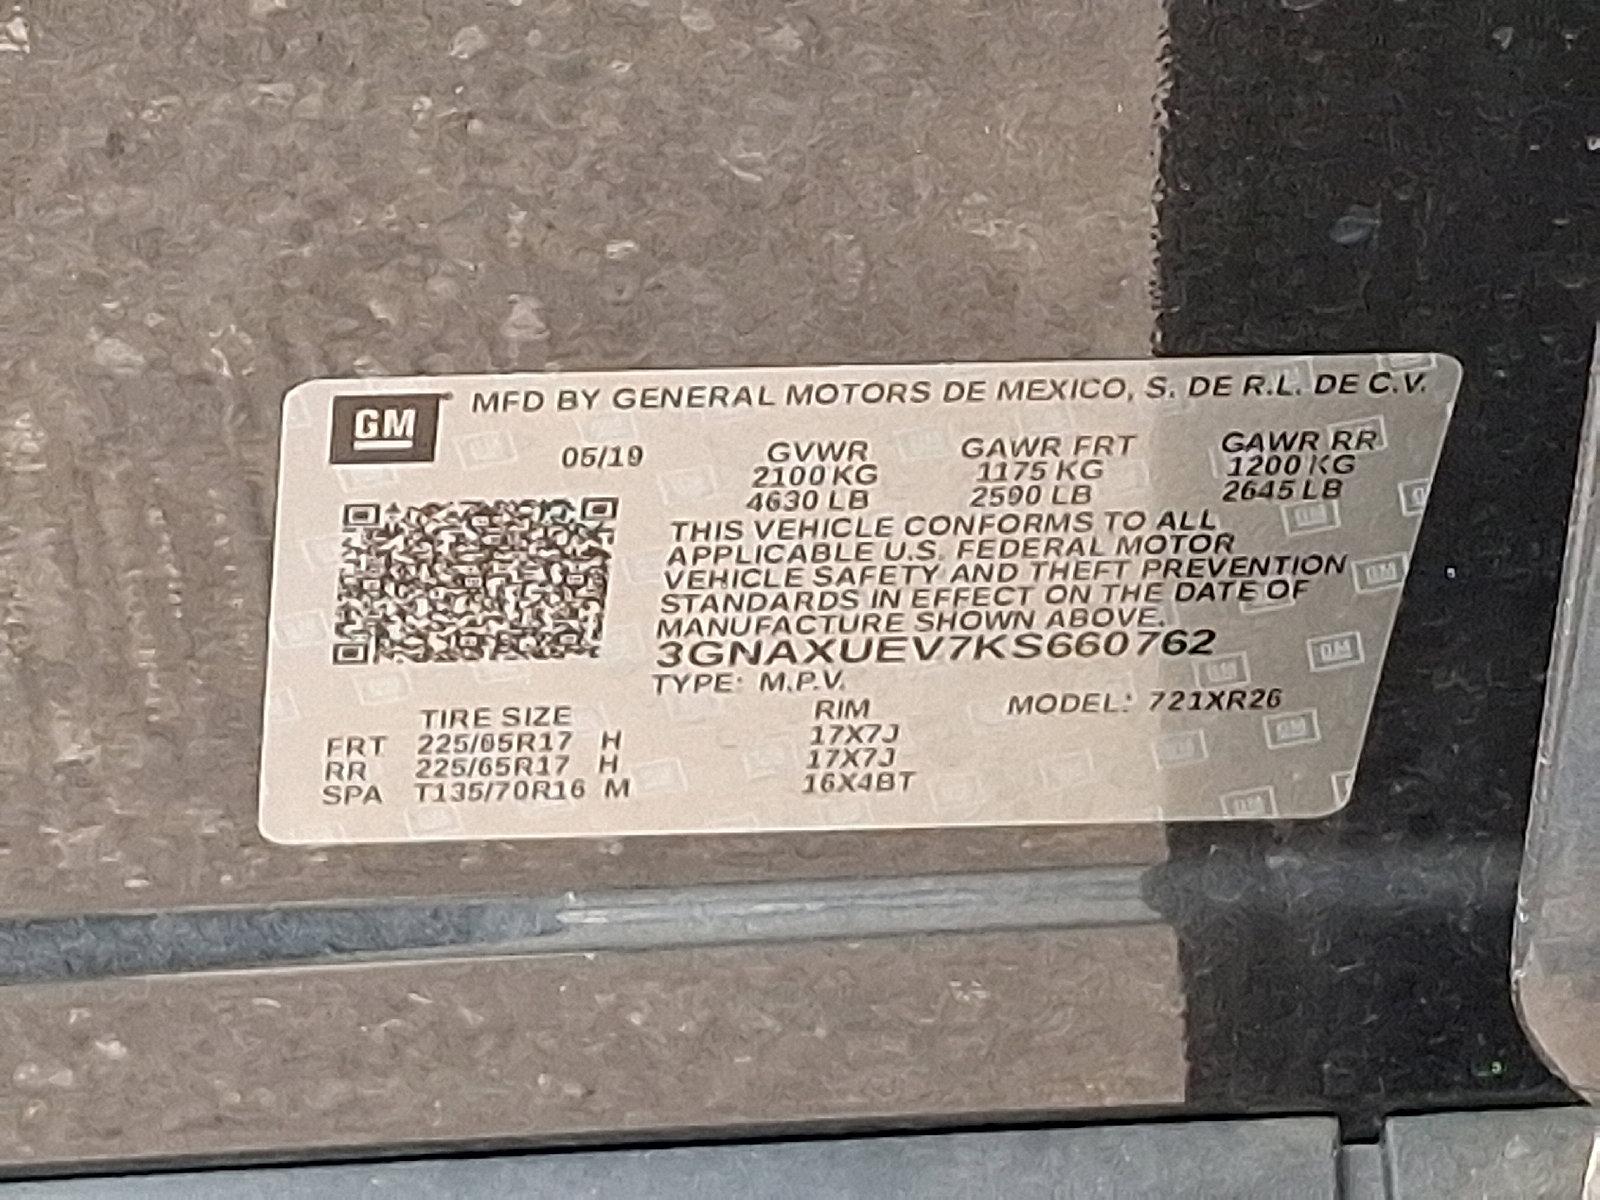 GM MFD BY GENERAL MOTORS DE MEXICO, S. DE R.L. DE C.V.
05/19 GVWR GAWR FRT GAWR RR
2100 KG 1175 KG 1200 KG
4630 LB 2590 LB 2645 LB
THIS VEHICLE CONFORMS TO ALL
APPLICABLE U.S. FEDERAL MOTOR
VEHICLE SAFETY AND THEFT PREVENTION
STANDARDS IN EFFECT ON THE DATE OF
MANUFACTURE SHOWN ABOVE.
3GNAXUEV7KS660762
TYPE: M.P.V. MODEL: 721XR26
TIRE SIZE RIM
FRT 225/65R17 H 17X7J
RR 225/65R17 H 17X7J
SPA T135/70R16 M 16X4BT